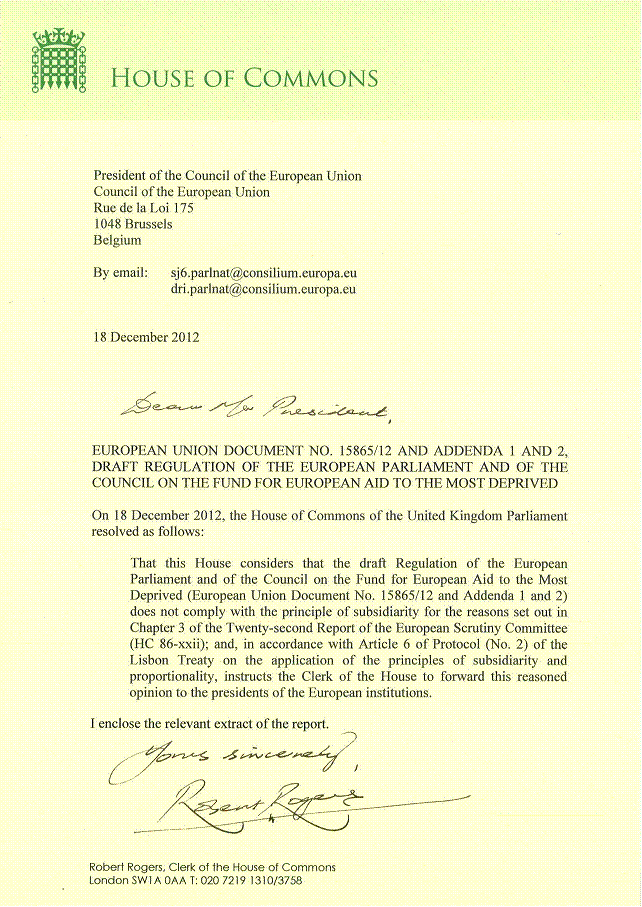 HOUSE OF COMMONS
President of the Council of the European Union
Council of the European Union
Rue de la Loi 175
1048 Brussels
Belgium
By email: sj6.parlnat@consilium.europa.eu
dri.parlnat@consilium.europa.eu
18 December 2012
Dear Mr President,
EUROPEAN UNION DOCUMENT NO. 15865/12 AND ADDENDA 1 AND 2,
DRAFT REGULATION OF THE EUROPEAN PARLIAMENT AND OF THE
COUNCIL ON THE FUND FOR EUROPEAN AID TO THE MOST DEPRIVED
On 18 December 2012, the House of Commons of the United Kingdom Parliament
resolved as follows:
That this House considers that the draft Regulation of the European
Parliament and of the Council on the Fund for European Aid to the Most
Deprived (European Union Document No. 15865/12 and Addenda 1 and 2)
does not comply with the principle of subsidiarity for the reasons set out in
Chapter 3 of the Twenty-second Report of the European Scrutiny Committee
(HC 86-xxii); and, in accordance with Article 6 of Protocol (No. 2) of the
Lisbon Treaty on the application of the principles of subsidiarity and
proportionality, instructs the Clerk of the House to forward this reasoned
opinion to the presidents of the European institutions.
I enclose the relevant extract of the report.
Yours sincerely,
Robert Rogers
Robert Rogers, Clerk of the House of Commons
London SW1A 0AA T: 020 7219 1310/3758